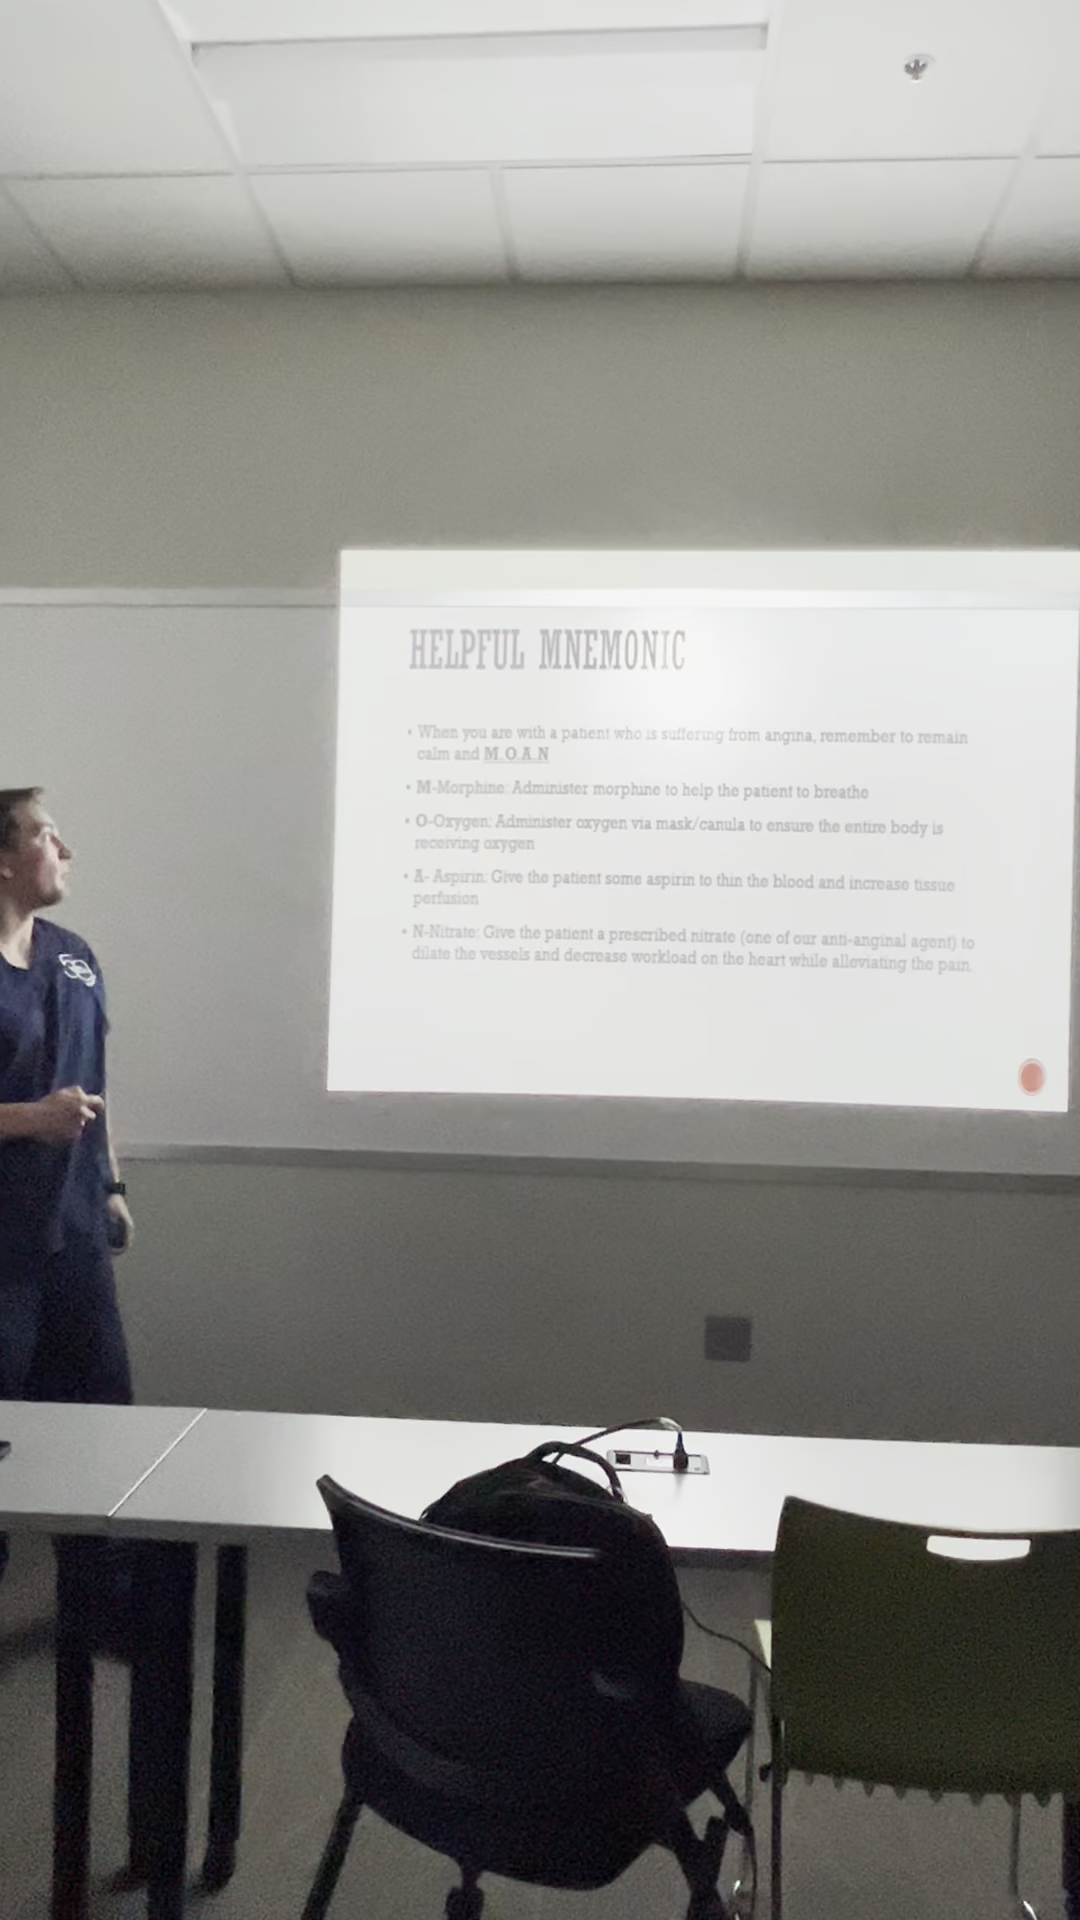 HELPFUL MNEMONIC
• When you are with a patient who is suffering from angina, remember to remain
calm and M.O.A.N
• M-Morphine: Administer morphine to help the patient to breathe
• O-Oxygen: Administer oxygen via mask/canula to ensure the entire body is
receiving oxygen
• A- Aspirin: Give the patient some aspirin to thin the blood and increase tissue
perfusion
• N-Nitrate: Give the patient a prescribed nitrate (one of our anti-anginal agent) to
dilate the vessels and decrease workload on the heart while alleviating the pain.